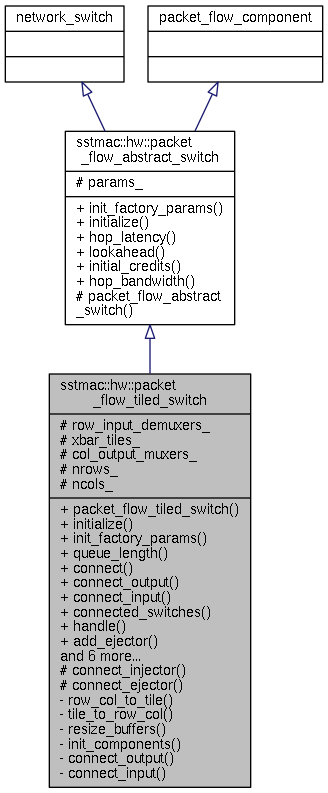 network_switch
packet_flow_component
sstmac::hw::packet
_flow_abstract_switch
# params_
+ init_factory_params()
+ initialize()
+ hop_latency()
+ lookahead()
+ initial_credits()
+ hop_bandwidth()
# packet_flow_abstract
_switch()
sstmac::hw::packet
_flow_tiled_switch
# row_input_demuxers_
# xbar_tiles_
# col_output_muxers_
# nrows_
# ncols_
+ packet_flow_tiled_switch()
+ initialize()
+ init_factory_params()
+ queue_length()
+ connect()
+ connect_output()
+ connect_input()
+ connected_switches()
+ handle()
+ add_ejector()
and 6 more...
# connect_injector()
# connect_ejector()
- row_col_to_tile()
- tile_to_row_col()
- resize_buffers()
- init_components()
- connect_output()
- connect_input()